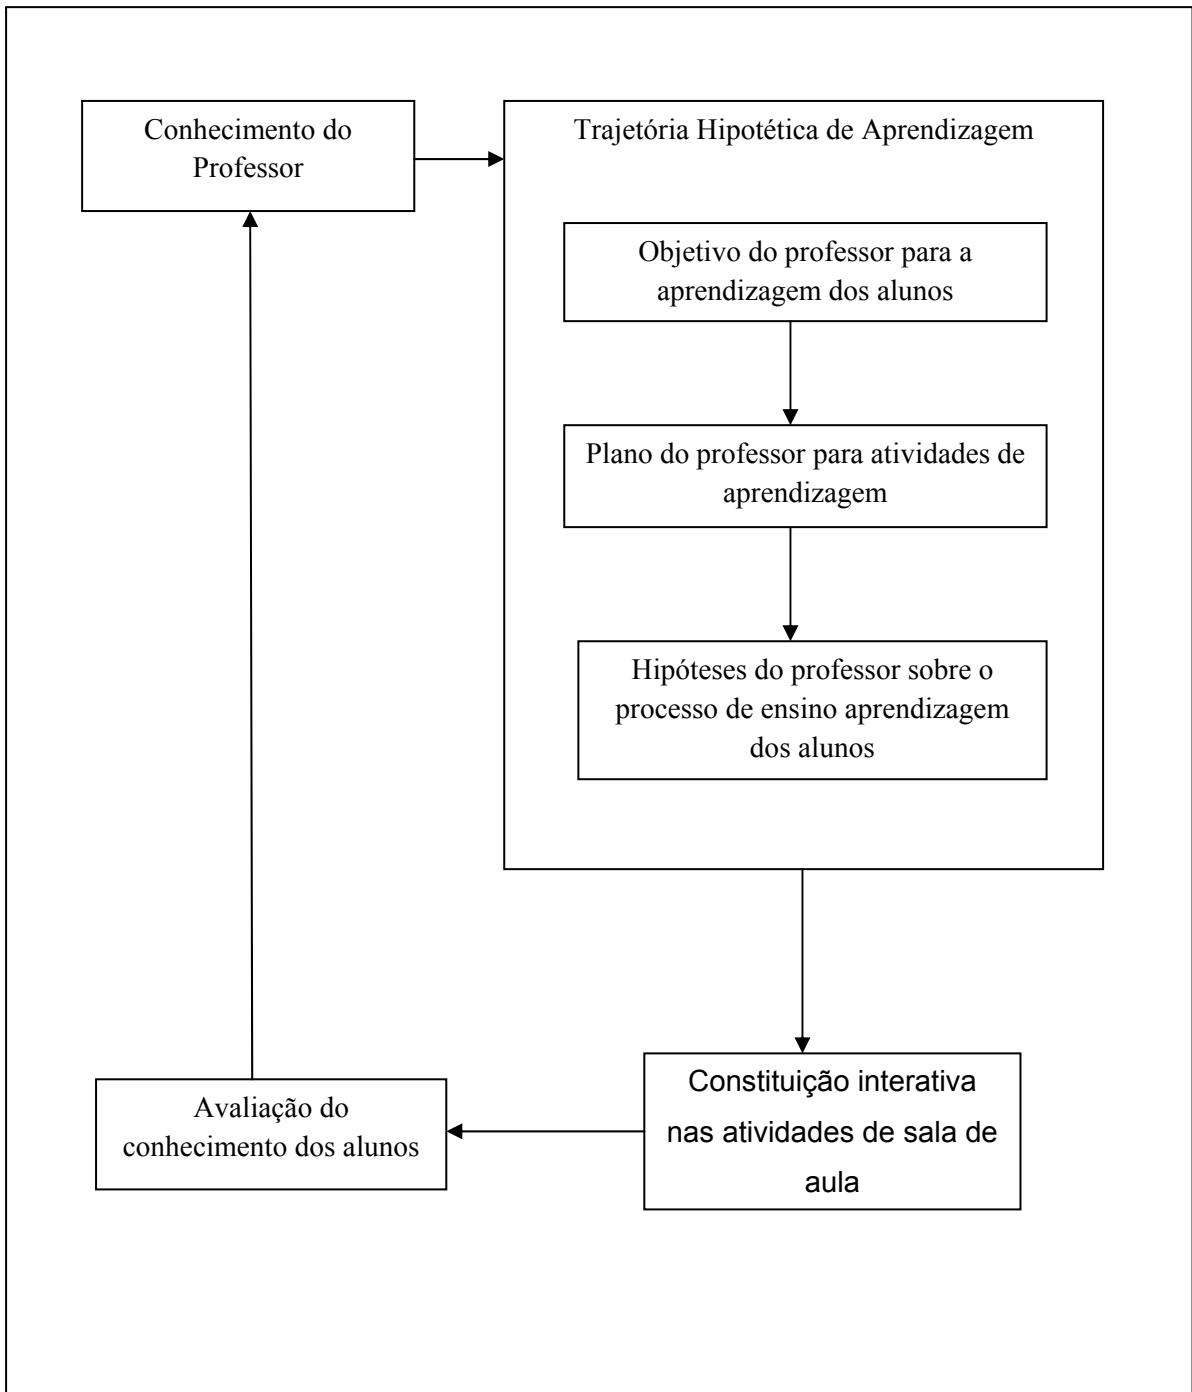 Conhecimento do
Professor
Trajetória Hipotética de Aprendizagem
Objetivo do professor para a
aprendizagem dos alunos
Plano do professor para atividades de
aprendizagem
Hipóteses do professor sobre o
processo de ensino aprendizagem
dos alunos
Constituição interativa
nas atividades de sala de
aula
Avaliação do
conhecimento dos alunos